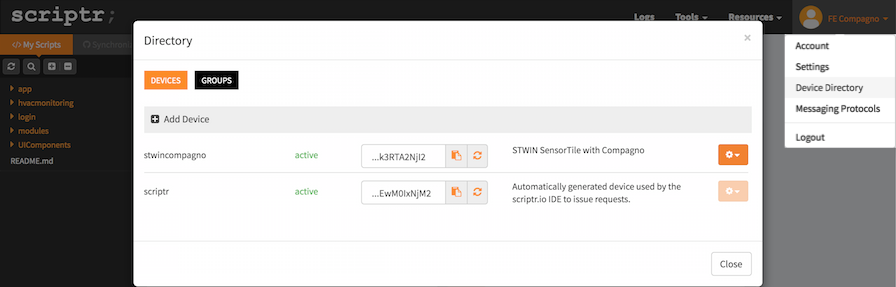 scriptr;
Logs Tools Resources FE Compagno
</> My Scripts Synchro
Directory ×
Account
Settings
Device Directory
Messaging Protocols
Logout
DEVICES GROUPS
app
hvacmonitoring
login
modules
UIComponents
README.md
Add Device
stwincompagno active ...k3RTA2NjI2 STWIN SensorTile with Compagno
scriptr active ...EwM0IxNjM2 Automatically generated device used by the
scriptr.io IDE to issue requests.
Close